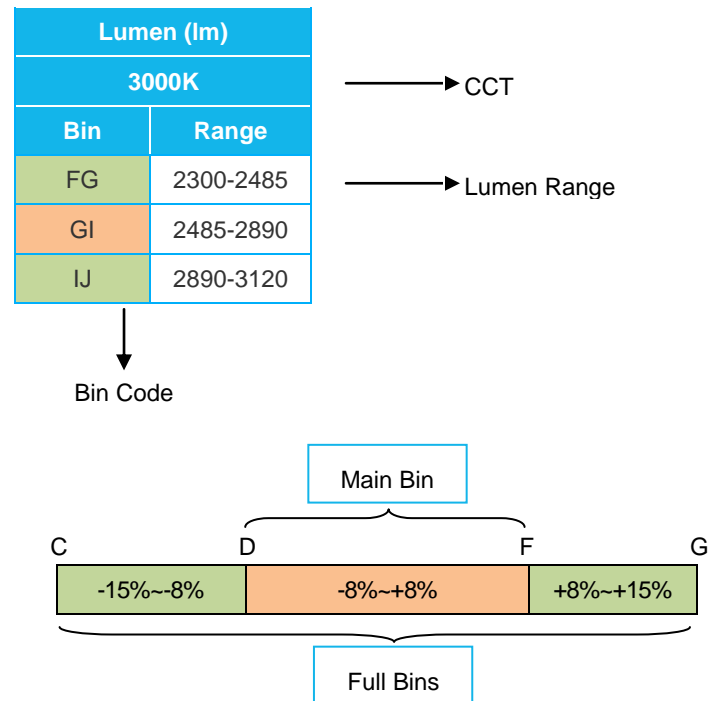 Lumen (lm)
3000K
CCT
Bin Range
FG 2300-2485
Lumen Range
GI 2485-2890
IJ 2890-3120
Bin Code
Main Bin
C D F G
-15%~-8% -8%~+8% +8%~+15%
Full Bins